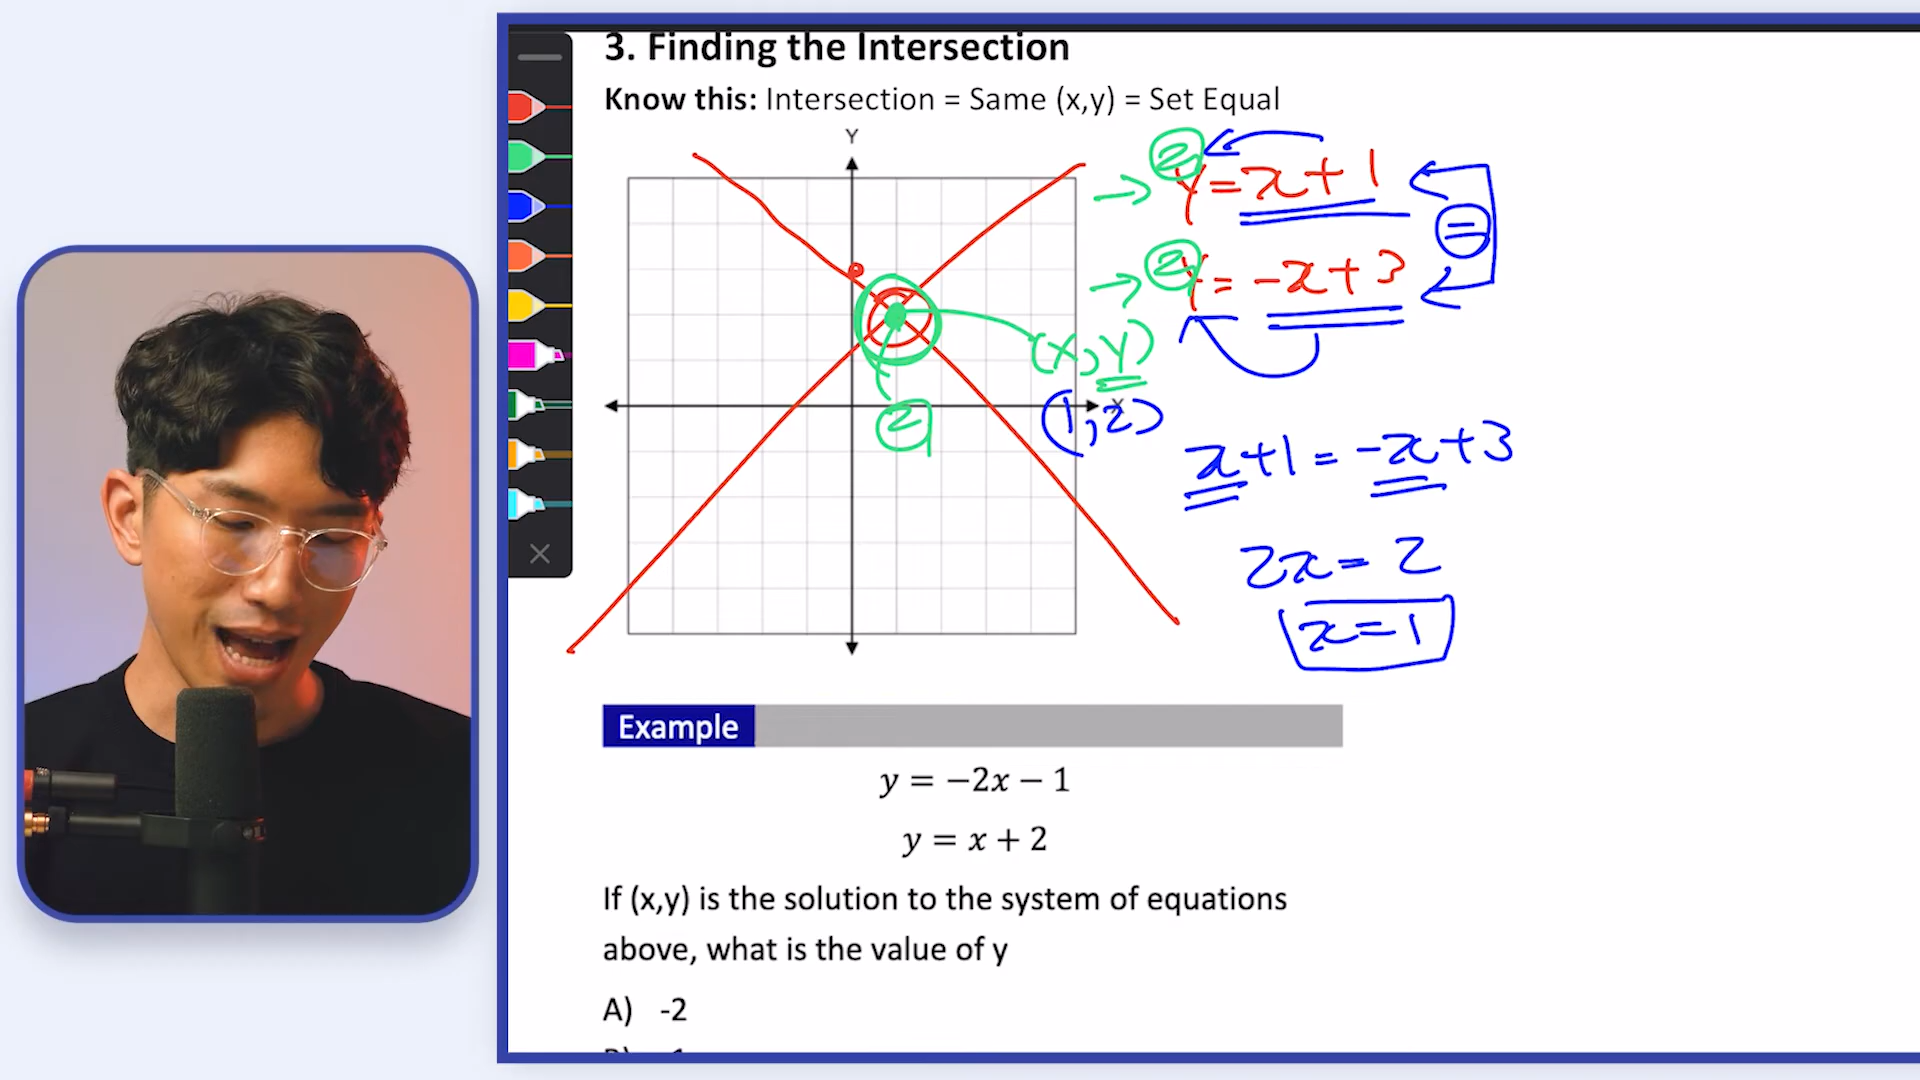 3. Finding the Intersection
Know this: Intersection = Same (x,y) = Set Equal
Y
2
y = x + 1
=
2
y = -x + 3
(x, y)
X
(1, 2)
2
x + 1 = -x + 3
2x = 2
x = 1
Example
y = −2x − 1
y = x + 2
If (x,y) is the solution to the system of equations
above, what is the value of y
A) -2